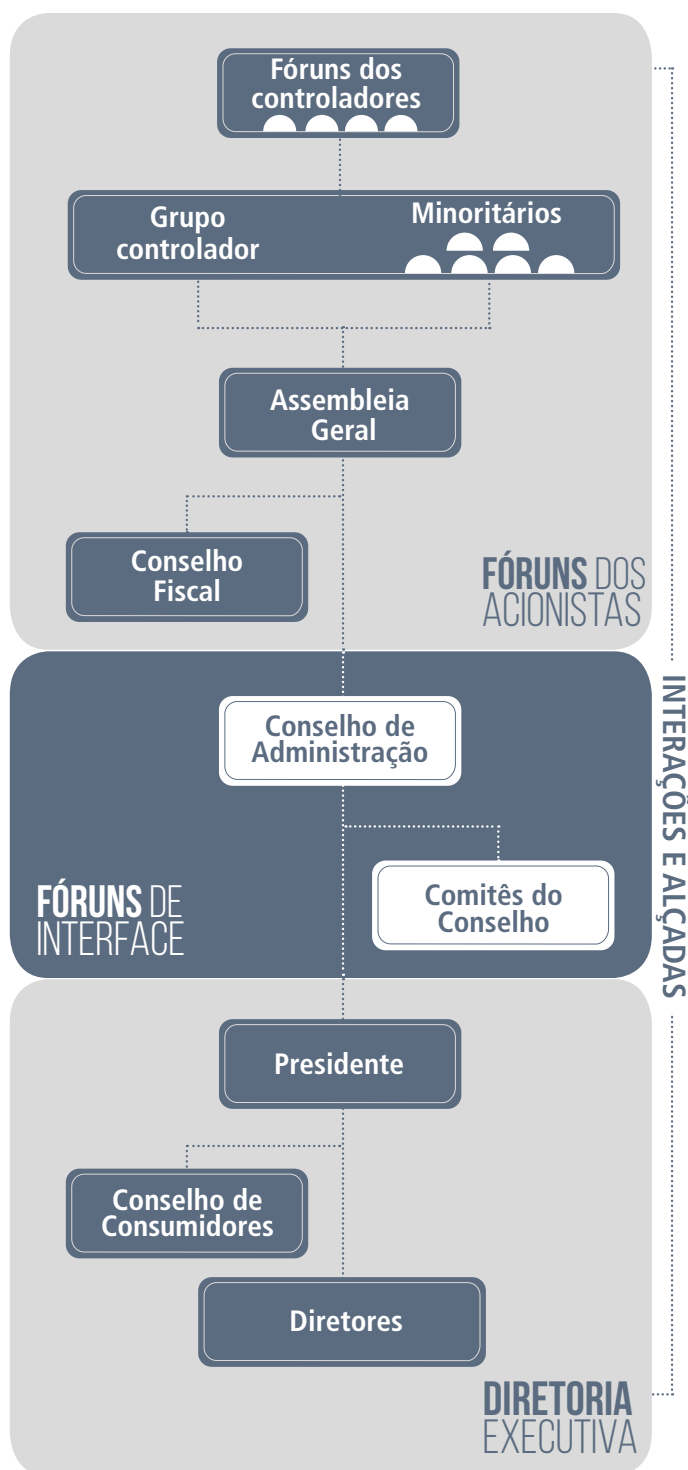 Fóruns dos
controladores
Grupo
controlador
Minoritários
Assembleia
Geral
Conselho
Fiscal
FÓRUNS DOS
ACIONISTAS
Conselho de
Administração
Comitês do
Conselho
FÓRUNS DE
INTERFACE
INTERAÇÕES E ALÇADAS
Presidente
Conselho de
Consumidores
Diretores
DIRETORIA
EXECUTIVA